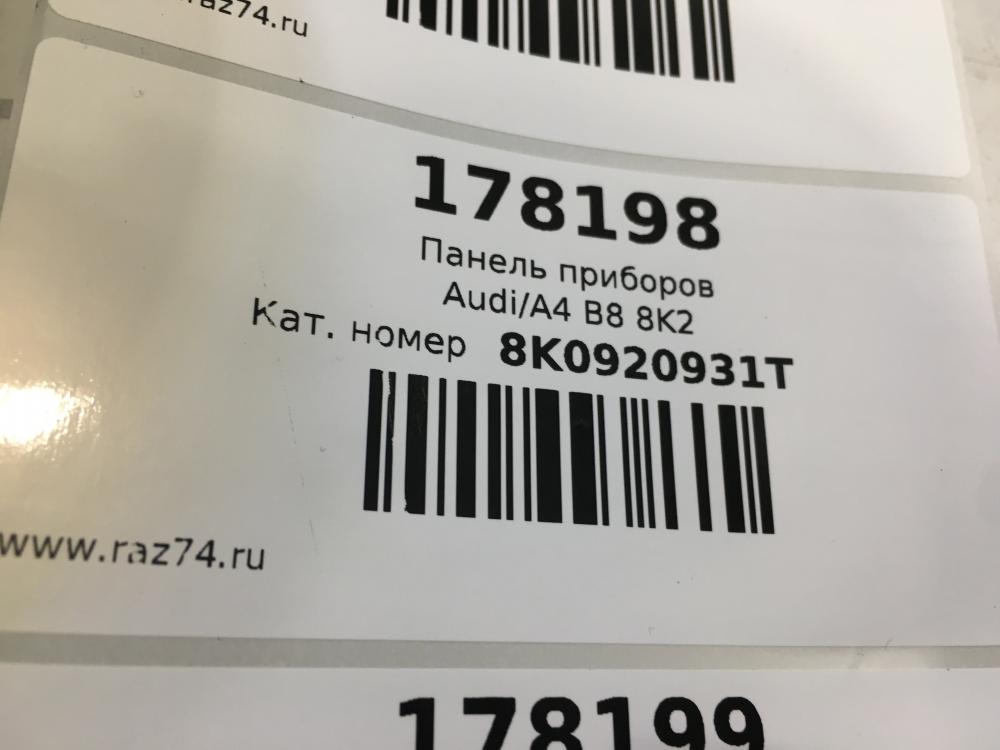 raz74.ru
178198
Панель приборов
Audi/A4 B8 8K2
Кат. номер 8K0920931T
www.raz74.ru
178199